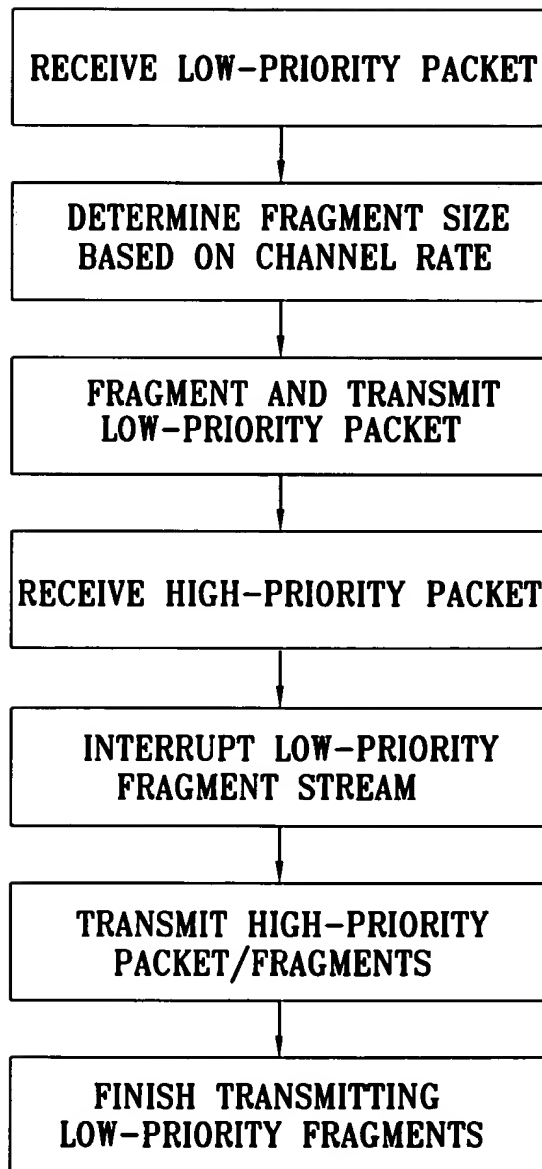 RECEIVE LOW-PRIORITY PACKET
DETERMINE FRAGMENT SIZE
BASED ON CHANNEL RATE
FRAGMENT AND TRANSMIT
LOW-PRIORITY PACKET
RECEIVE HIGH-PRIORITY PACKET
INTERRUPT LOW-PRIORITY
FRAGMENT STREAM
TRANSMIT HIGH-PRIORITY
PACKET/FRAGMENTS
FINISH TRANSMITTING
LOW-PRIORITY FRAGMENTS